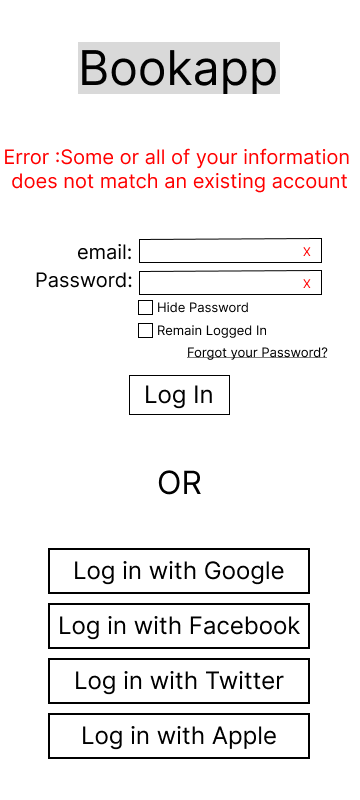 Bookapp
Error :Some or all of your information
does not match an existing account
email:
x
Password:
x
Hide Password
Remain Logged In
Forgot your Password?
Log In
OR
Log in with Google
Log in with Facebook
Log in with Twitter
Log in with Apple